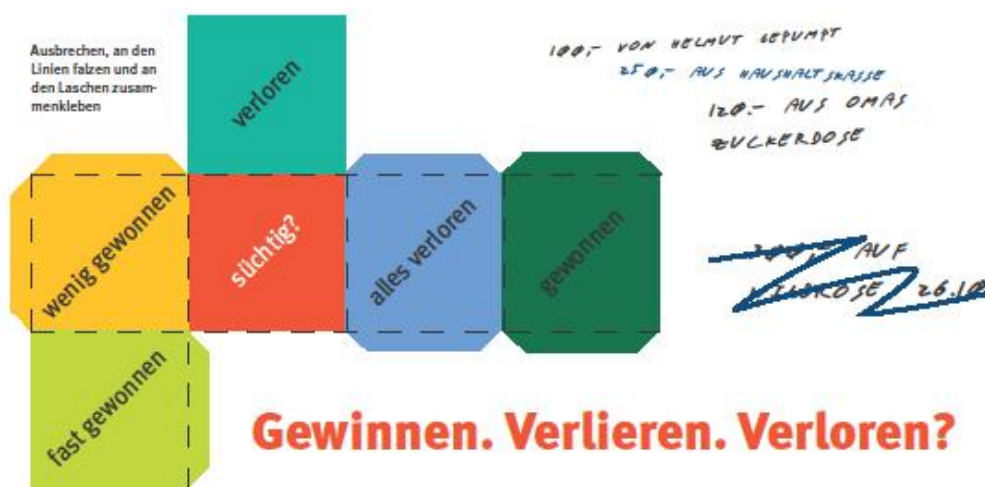 Ausbrechen, an den
Linien falzen und an
den Laschen zusam-
menkleben
verloren
100,- VON HELMUT GEPUMPT
250,- AUS HAUSHALTSKASSE
120.- AUS OMAS
ZUCKERDOSE
wenig gewonnen
süchtig?
alles verloren
gewonnen
AUF
26.10
fast gewonnen
Gewinnen. Verlieren. Verloren?